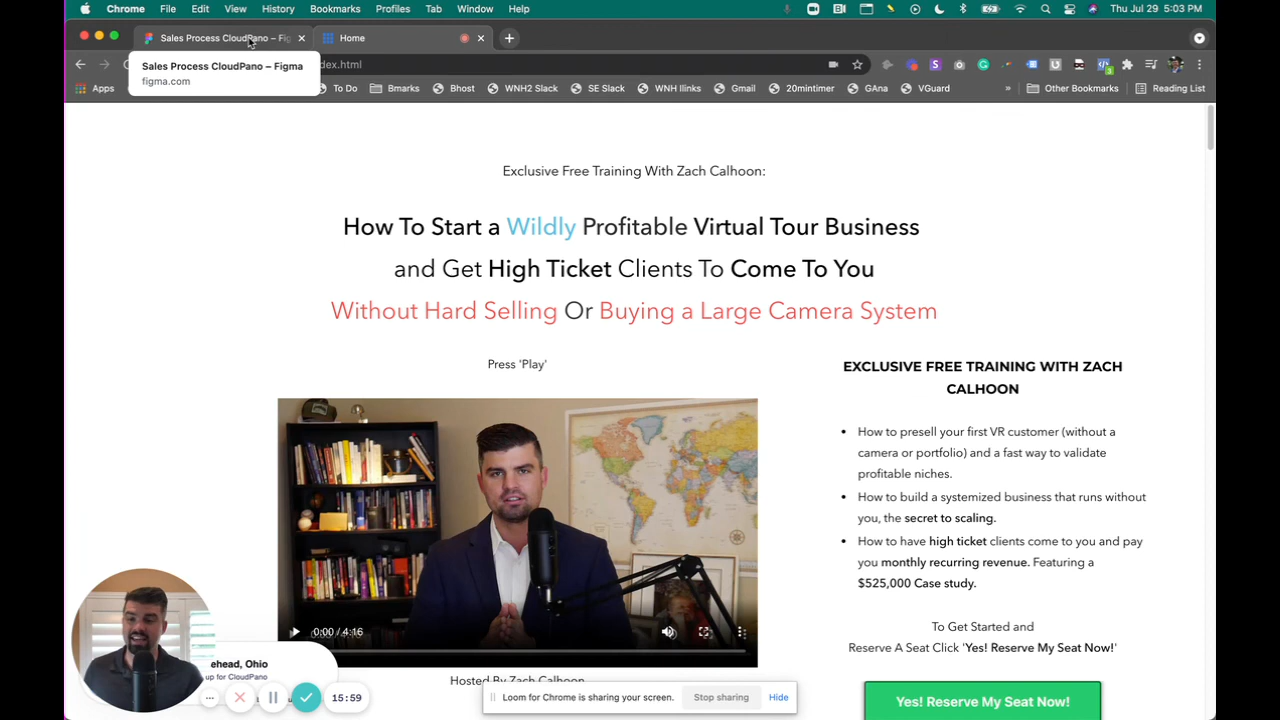 Chrome File Edit View History Bookmarks Profiles Tab Window Help Thu Jul 29 5:03 PM
Sales Process CloudPano – Fig Home
Sales Process CloudPano – Figma
figma.com
dex.html
Apps To Do Bmarks Bhost WNH2 Slack SE Slack WNH llinks Gmail 20mintimer GAna VGuard » Other Bookmarks Reading List
Exclusive Free Training With Zach Calhoon:
How To Start a Wildly Profitable Virtual Tour Business
and Get High Ticket Clients To Come To You
Without Hard Selling Or Buying a Large Camera System
Press 'Play'
0:00 / 4:16
Hosted By Zach Calhoon
EXCLUSIVE FREE TRAINING WITH ZACH
CALHOON
• How to presell your first VR customer (without a
camera or portfolio) and a fast way to validate
profitable niches.
• How to build a systemized business that runs without
you, the secret to scaling.
• How to have high ticket clients come to you and pay
you monthly recurring revenue. Featuring a
$525,000 Case study.
To Get Started and
Reserve A Seat Click 'Yes! Reserve My Seat Now!'
Yes! Reserve My Seat Now!
ehead, Ohio
up for CloudPano
15:59
Loom for Chrome is sharing your screen. Stop sharing Hide